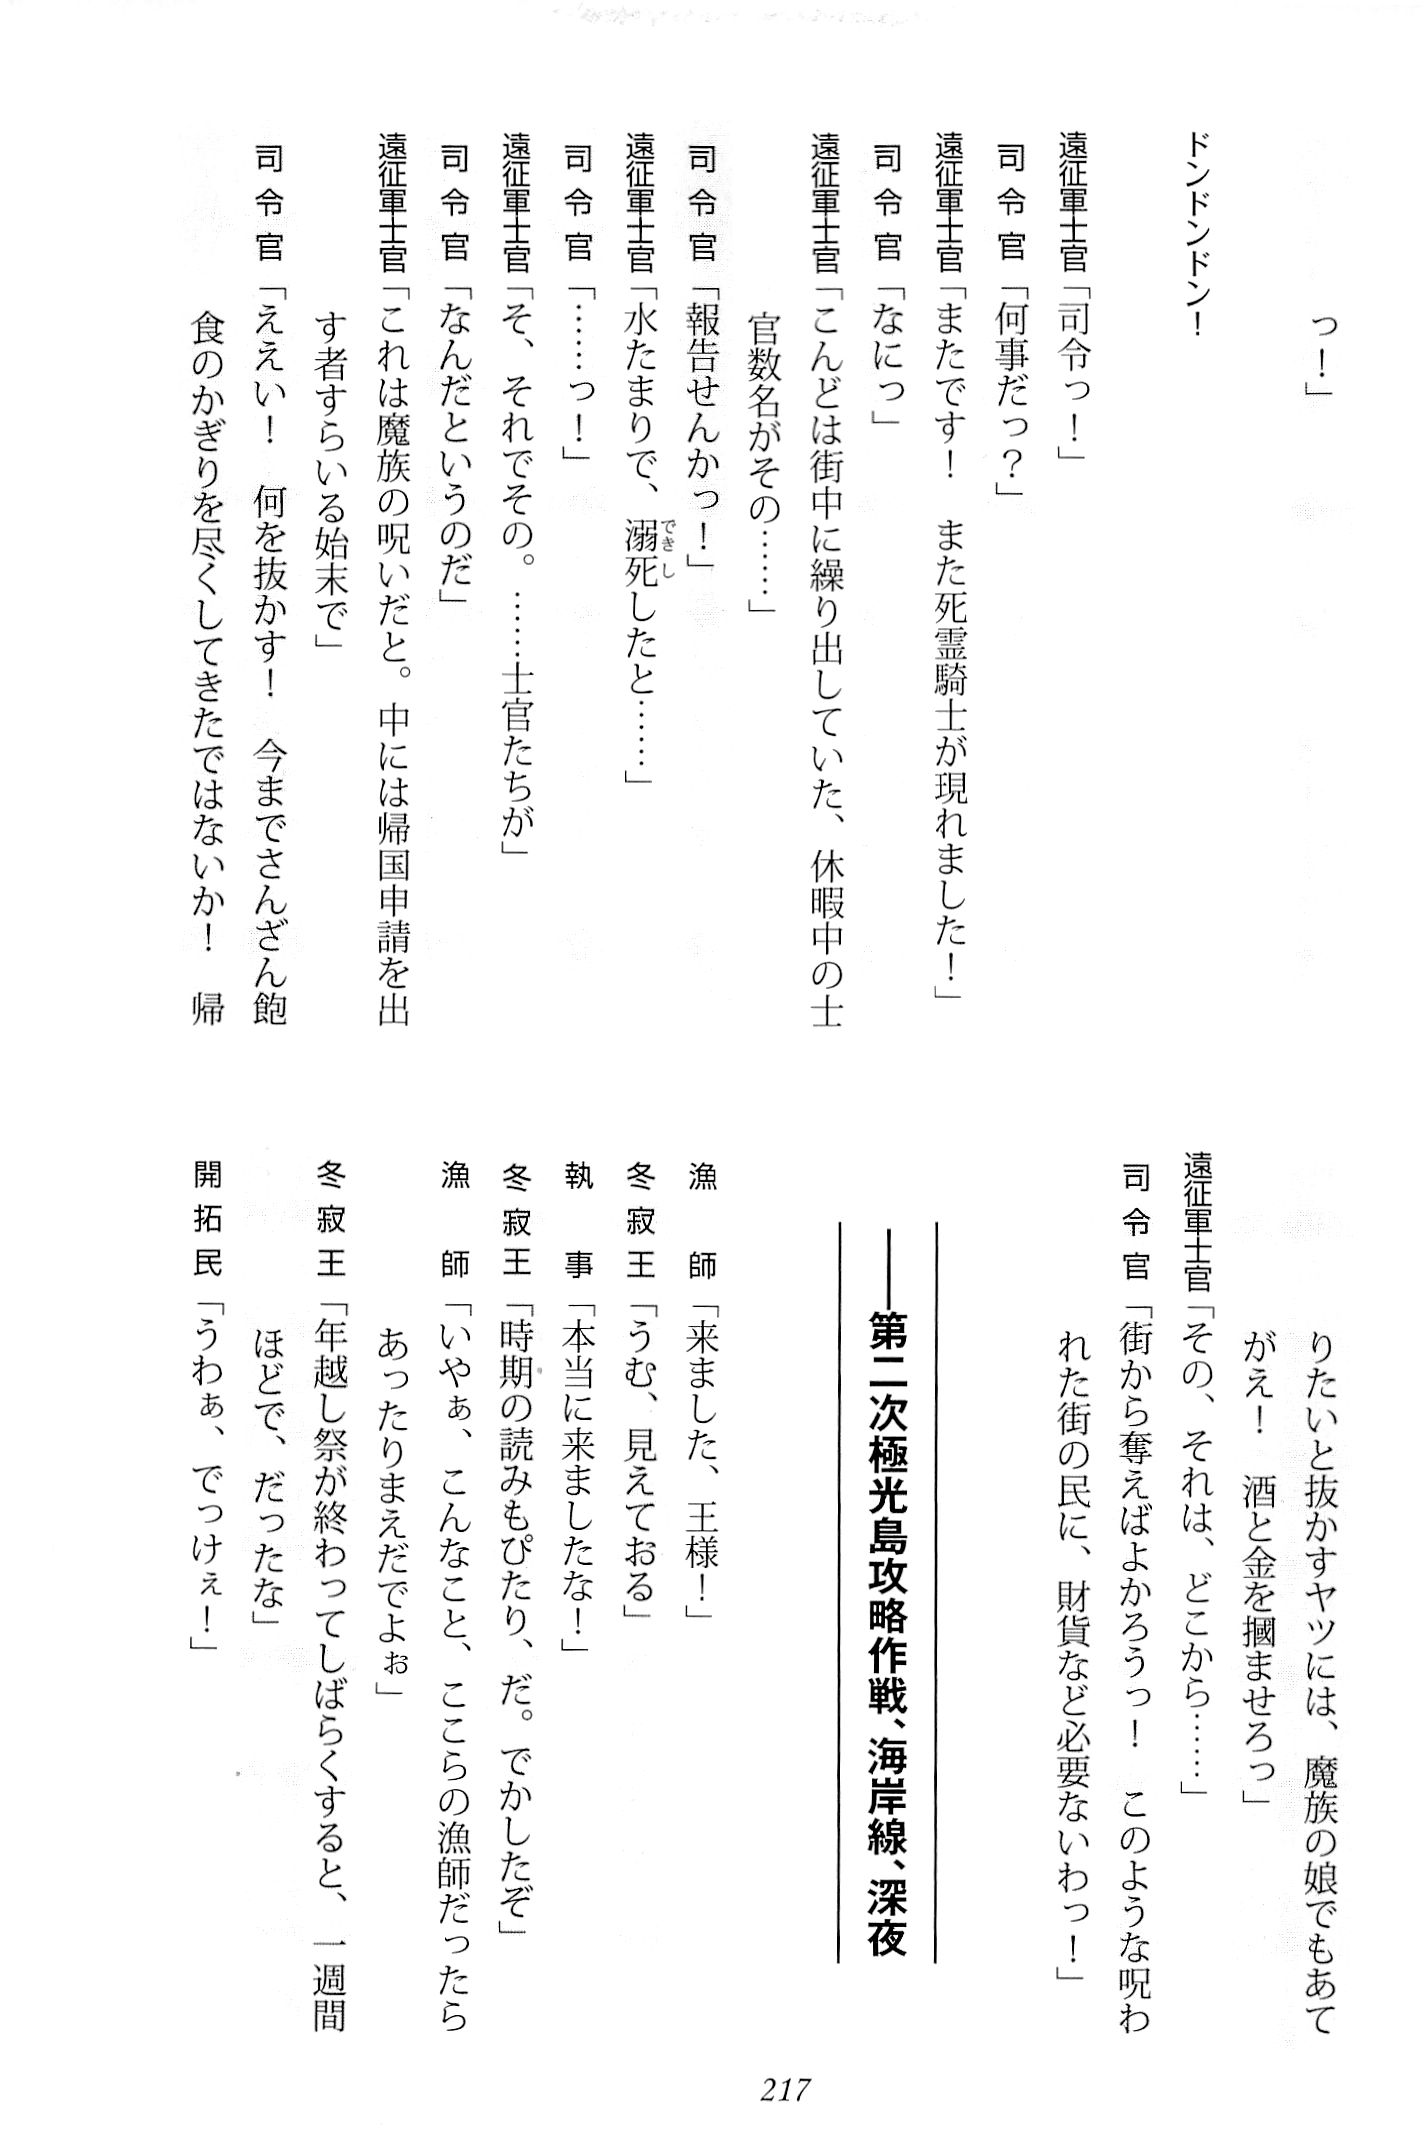 っ！」
ドンドンドン！
遠征軍士官「司令っ！」
司令官「何事だっ？」
遠征軍士官「またです！　また死霊騎士が現れました！」
司令官「なにっ」
遠征軍士官「こんどは街中に繰り出していた、休暇中の士
官数名がその……」
司令官「報告せんかっ！」
遠征軍士官「水たまりで、溺死したと……」
できし
司令官「……っ！」
遠征軍士官「そ、それでその。……士官たちが」
司令官「なんだというのだ」
遠征軍士官「これは魔族の呪いだと。中には帰国申請を出
す者すらいる始末で」
司令官「ええい！　何を抜かす！　今までさんざん飽
食のかぎりを尽くしてきたではないか！　帰
りたいと抜かすヤツには、魔族の娘でもあて
がえ！　酒と金を摑ませろっ」
遠征軍士官「その、それは、どこから……」
司令官「街から奪えばよかろうっ！　このような呪わ
れた街の民に、財貨など必要ないわっ！」
――第二次極光島攻略作戦、海岸線、深夜
漁師「来ました、王様！」
冬寂王「うむ、見えておる」
執事「本当に来ましたな！」
冬寂王「時期の読みもぴたり、だ。でかしたぞ」
漁師「いやぁ、こんなこと、ここらの漁師だったら
あったりまえだでよぉ」
冬寂王「年越し祭が終わってしばらくすると、一週間
ほどで、だったな」
開拓民「うわぁ、でっけぇ！」
217